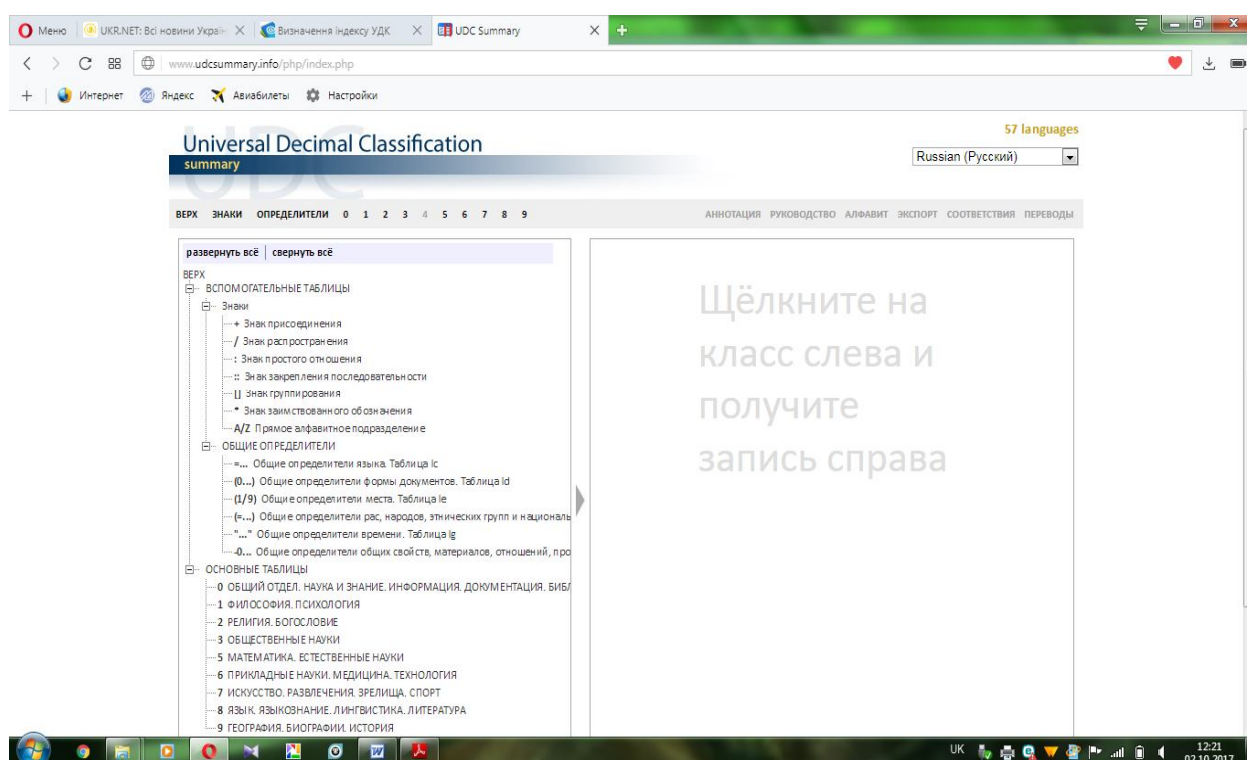 Меню
UKR.NET: Всі новини Україн
Визначення індексу УДК
UDC Summary
www.udcsummary.info/php/index.php
Интернет Яндекс Авиабилеты Настройки
57 languages
UDC
Universal Decimal Classification
summary
Russian (Русский)
ВЕРХ ЗНАКИ ОПРЕДЕЛИТЕЛИ 0 1 2 3 4 5 6 7 8 9
АННОТАЦИЯ РУКОВОДСТВО АЛФАВИТ ЭКСПОРТ СООТВЕТСТВИЯ ПЕРЕВОДЫ
развернуть всё | свернуть всё
ВЕРХ
ВСПОМОГАТЕЛЬНЫЕ ТАБЛИЦЫ
Знаки
+ Знак присоединения
/ Знак распространения
: Знак простого отношения
:: Знак закрепления последовательности
[] Знак группирования
* Знак заимствованного обозначения
A/Z Прямое алфавитное подразделение
ОБЩИЕ ОПРЕДЕЛИТЕЛИ
=... Общие определители языка. Таблица Ic
(0...) Общие определители формы документов. Таблица Id
(1/9) Общие определители места. Таблица Ie
(=...) Общие определители рас, народов, этнических групп и националь
"..." Общие определители времени. Таблица Ig
-0... Общие определители общих свойств, материалов, отношений, про
ОСНОВНЫЕ ТАБЛИЦЫ
0 ОБЩИЙ ОТДЕЛ. НАУКА И ЗНАНИЕ. ИНФОРМАЦИЯ. ДОКУМЕНТАЦИЯ. БИБЛ
1 ФИЛОСОФИЯ. ПСИХОЛОГИЯ
2 РЕЛИГИЯ. БОГОСЛОВИЕ
3 ОБЩЕСТВЕННЫЕ НАУКИ
5 МАТЕМАТИКА. ЕСТЕСТВЕННЫЕ НАУКИ
6 ПРИКЛАДНЫЕ НАУКИ. МЕДИЦИНА. ТЕХНОЛОГИЯ
7 ИСКУССТВО. РАЗВЛЕЧЕНИЯ. ЗРЕЛИЩА. СПОРТ
8 ЯЗЫК. ЯЗЫКОЗНАНИЕ. ЛИНГВИСТИКА. ЛИТЕРАТУРА
9 ГЕОГРАФИЯ. БИОГРАФИИ. ИСТОРИЯ
Щёлкните на
класс слева и
получите
запись справа
UK
12:21
02.10.2017